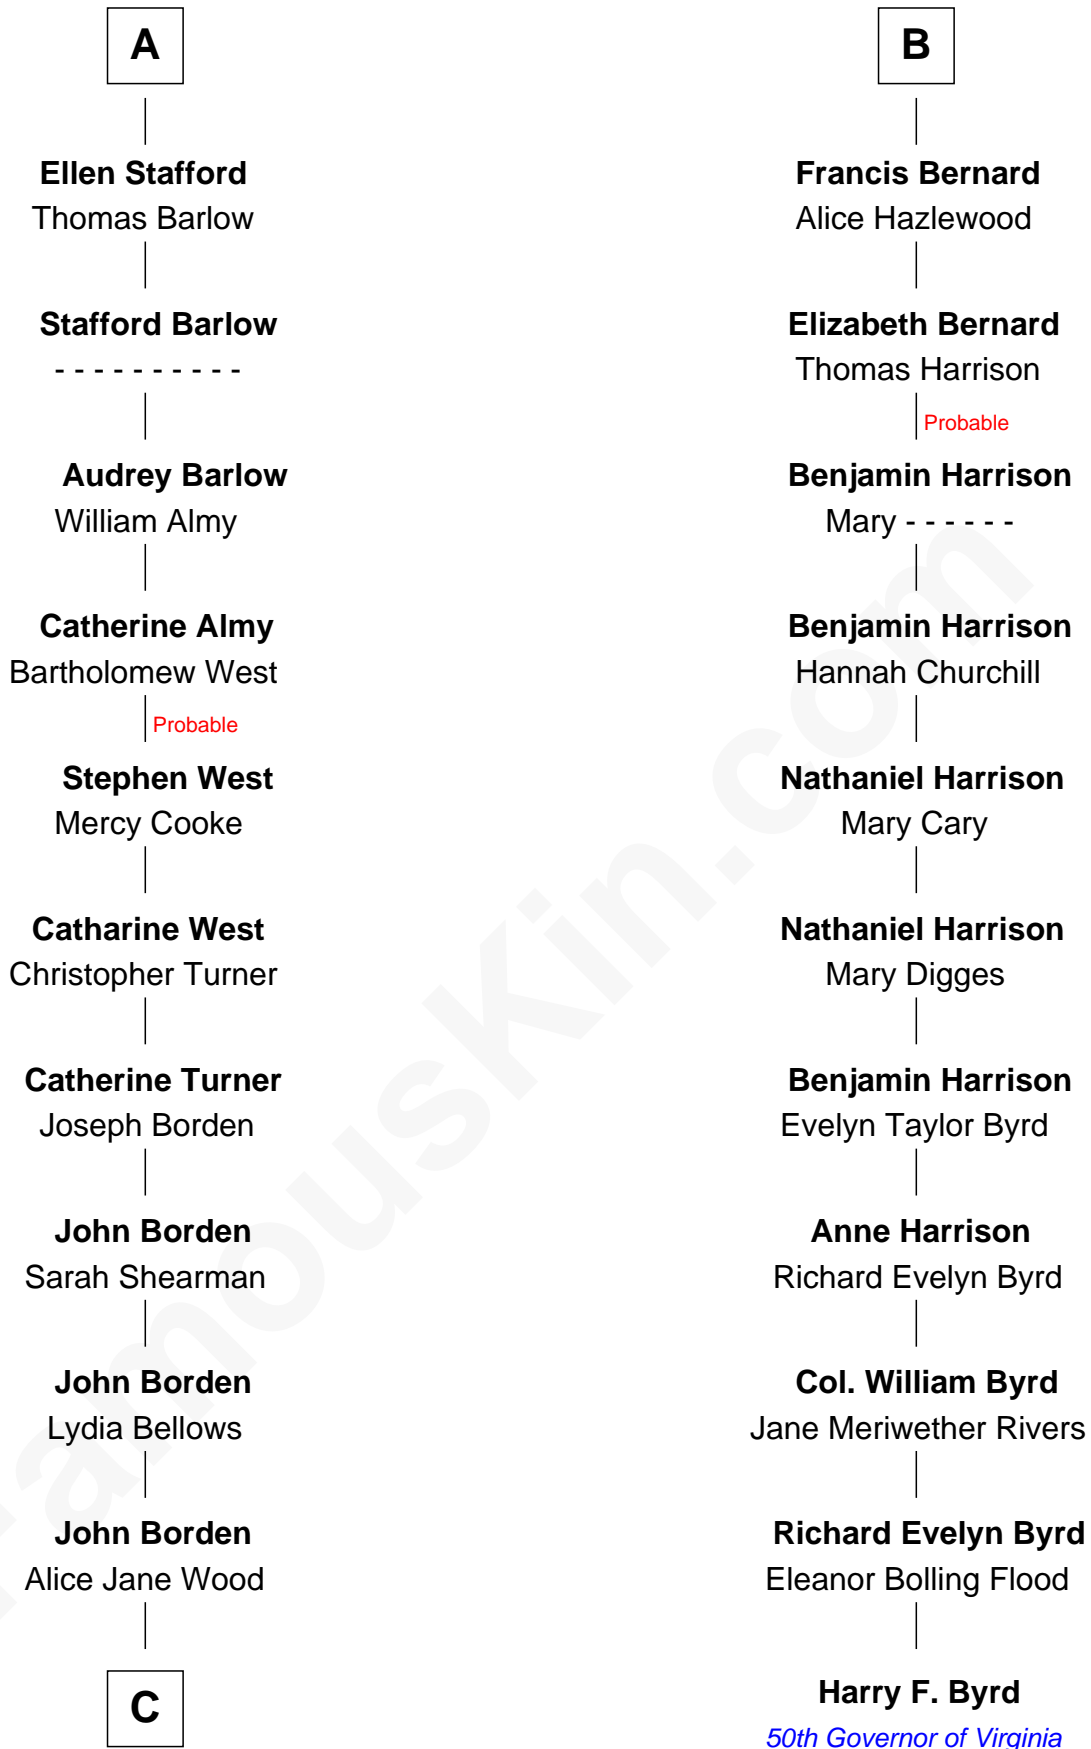 A
Ellen Stafford
Thomas Barlow
Stafford Barlow
- - - - - - - - - -
Audrey Barlow
William Almy
Catherine Almy
Bartholomew West
Probable
Stephen West
Mercy Cooke
Catharine West
Christopher Turner
Catherine Turner
Joseph Borden
John Borden
Sarah Shearman
John Borden
Lydia Bellows
John Borden
Alice Jane Wood
C
B
Francis Bernard
Alice Hazlewood
Elizabeth Bernard
Thomas Harrison
Probable
Benjamin Harrison
Mary - - - - - -
Benjamin Harrison
Hannah Churchill
Nathaniel Harrison
Mary Cary
Nathaniel Harrison
Mary Digges
Benjamin Harrison
Evelyn Taylor Byrd
Anne Harrison
Richard Evelyn Byrd
Col. William Byrd
Jane Meriwether Rivers
Richard Evelyn Byrd
Eleanor Bolling Flood
Harry F. Byrd
50th Governor of Virginia
FamousKin.com